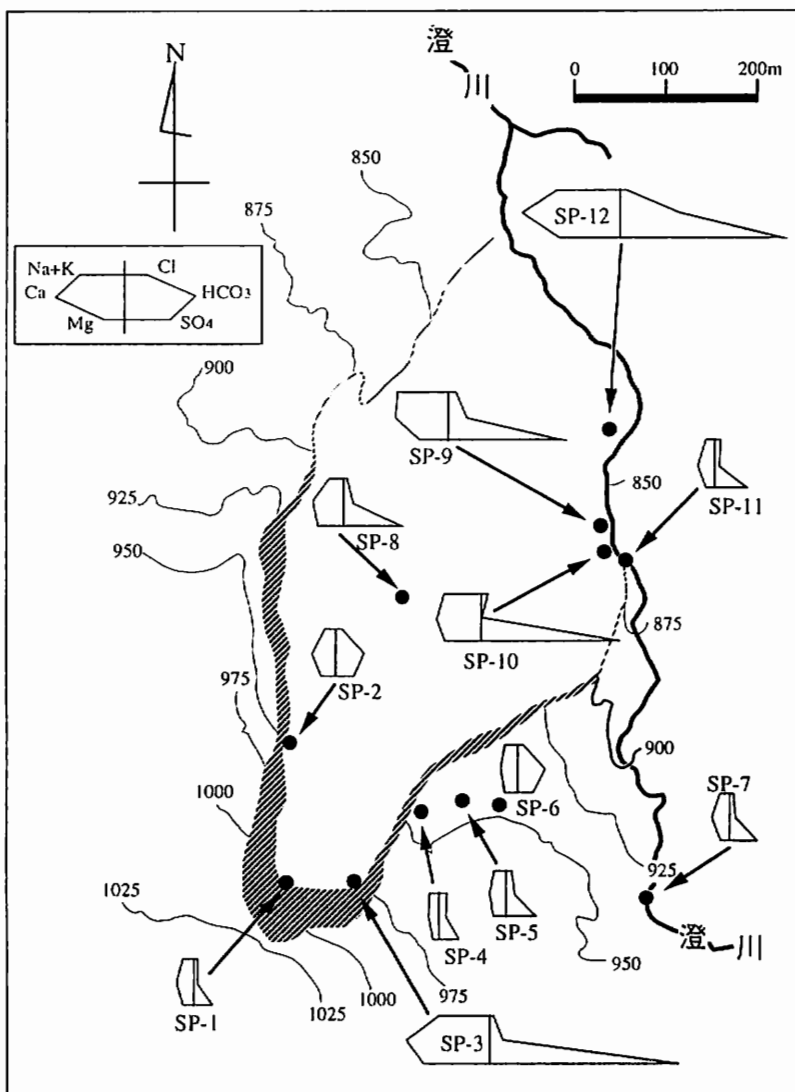 澄
川
0 100 200m
N
850
875
Na+K Cl
Ca HCO3
Mg SO4
SP-12
900
SP-9
850
SP-11
925
SP-8
950
875
SP-10
SP-2
975
900
SP-7
1000
SP-6
925
1025
SP-5
950
SP-4
澄川
SP-1
1025
1000
975
SP-3